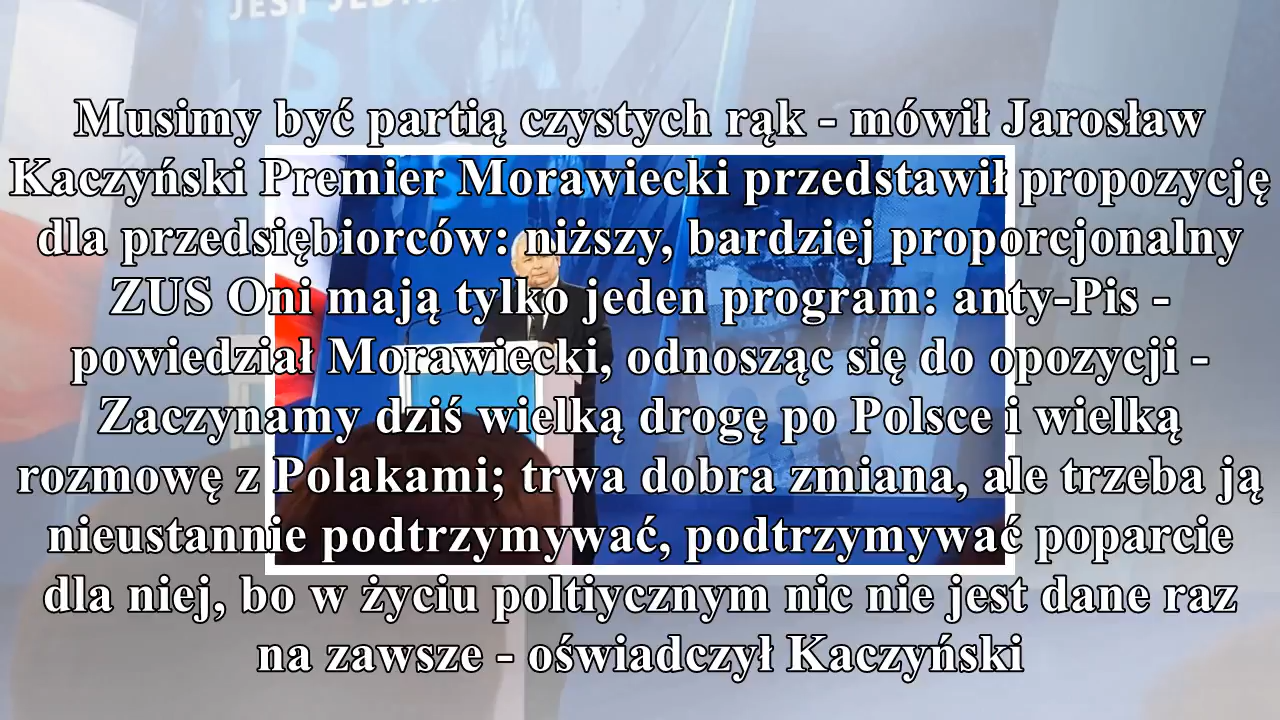 JEST JEDNA
SKA
Musimy być partią czystych rąk - mówił Jarosław
Kaczyński Premier Morawiecki przedstawił propozycję
dla przedsiębiorców: niższy, bardziej proporcjonalny
ZUS Oni mają tylko jeden program: anty-Pis -
powiedział Morawiecki, odnosząc się do opozycji -
Zaczynamy dziś wielką drogę po Polsce i wielką
rozmowę z Polakami; trwa dobra zmiana, ale trzeba ją
nieustannie podtrzymywać, podtrzymywać poparcie
dla niej, bo w życiu poltiycznym nic nie jest dane raz
na zawsze - oświadczył Kaczyński